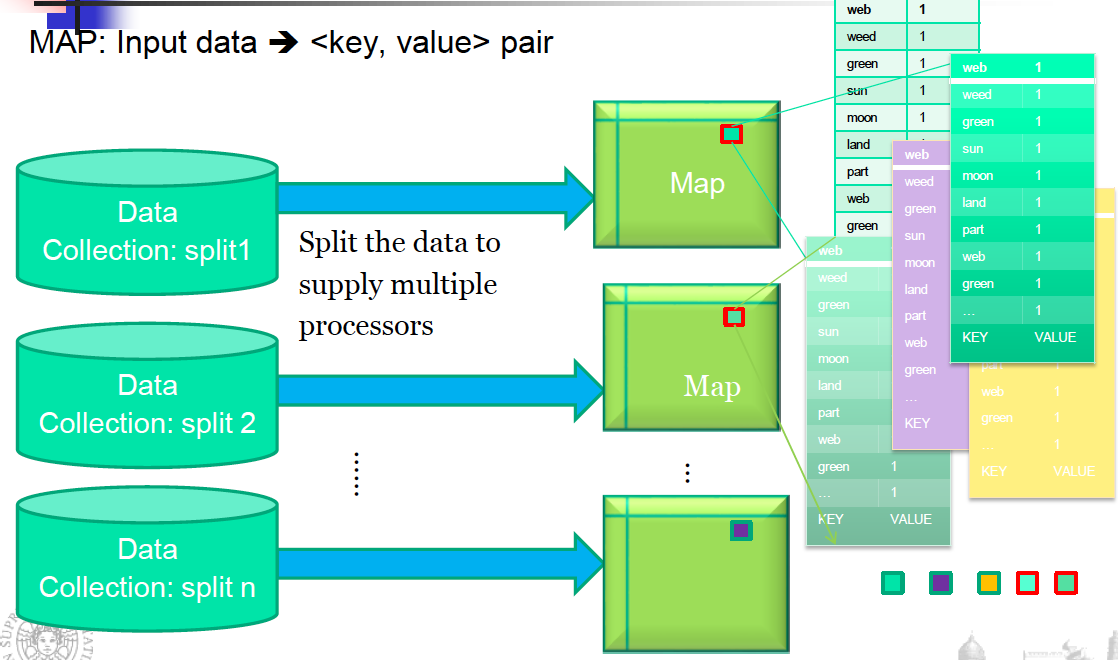 MAP: Input data ➔ <key, value> pair
Data
Collection: split1
Split the data to
supply multiple
processors
Data
Collection: split 2
Data
Collection: split n
Map
Map
web 1
weed 1
green 1
sun 1
moon 1
land
part
web
green
web 1
weed 1
green 1
sun 1
moon 1
land 1
part 1
web 1
green 1
... 1
KEY VALUE
web
weed
green
sun
moon
land
part
web
green
...
KEY
web
weed
green
sun
moon
land
part
web
green 1
... 1
KEY VALUE
part 1
web 1
green 1
... 1
KEY VALUE